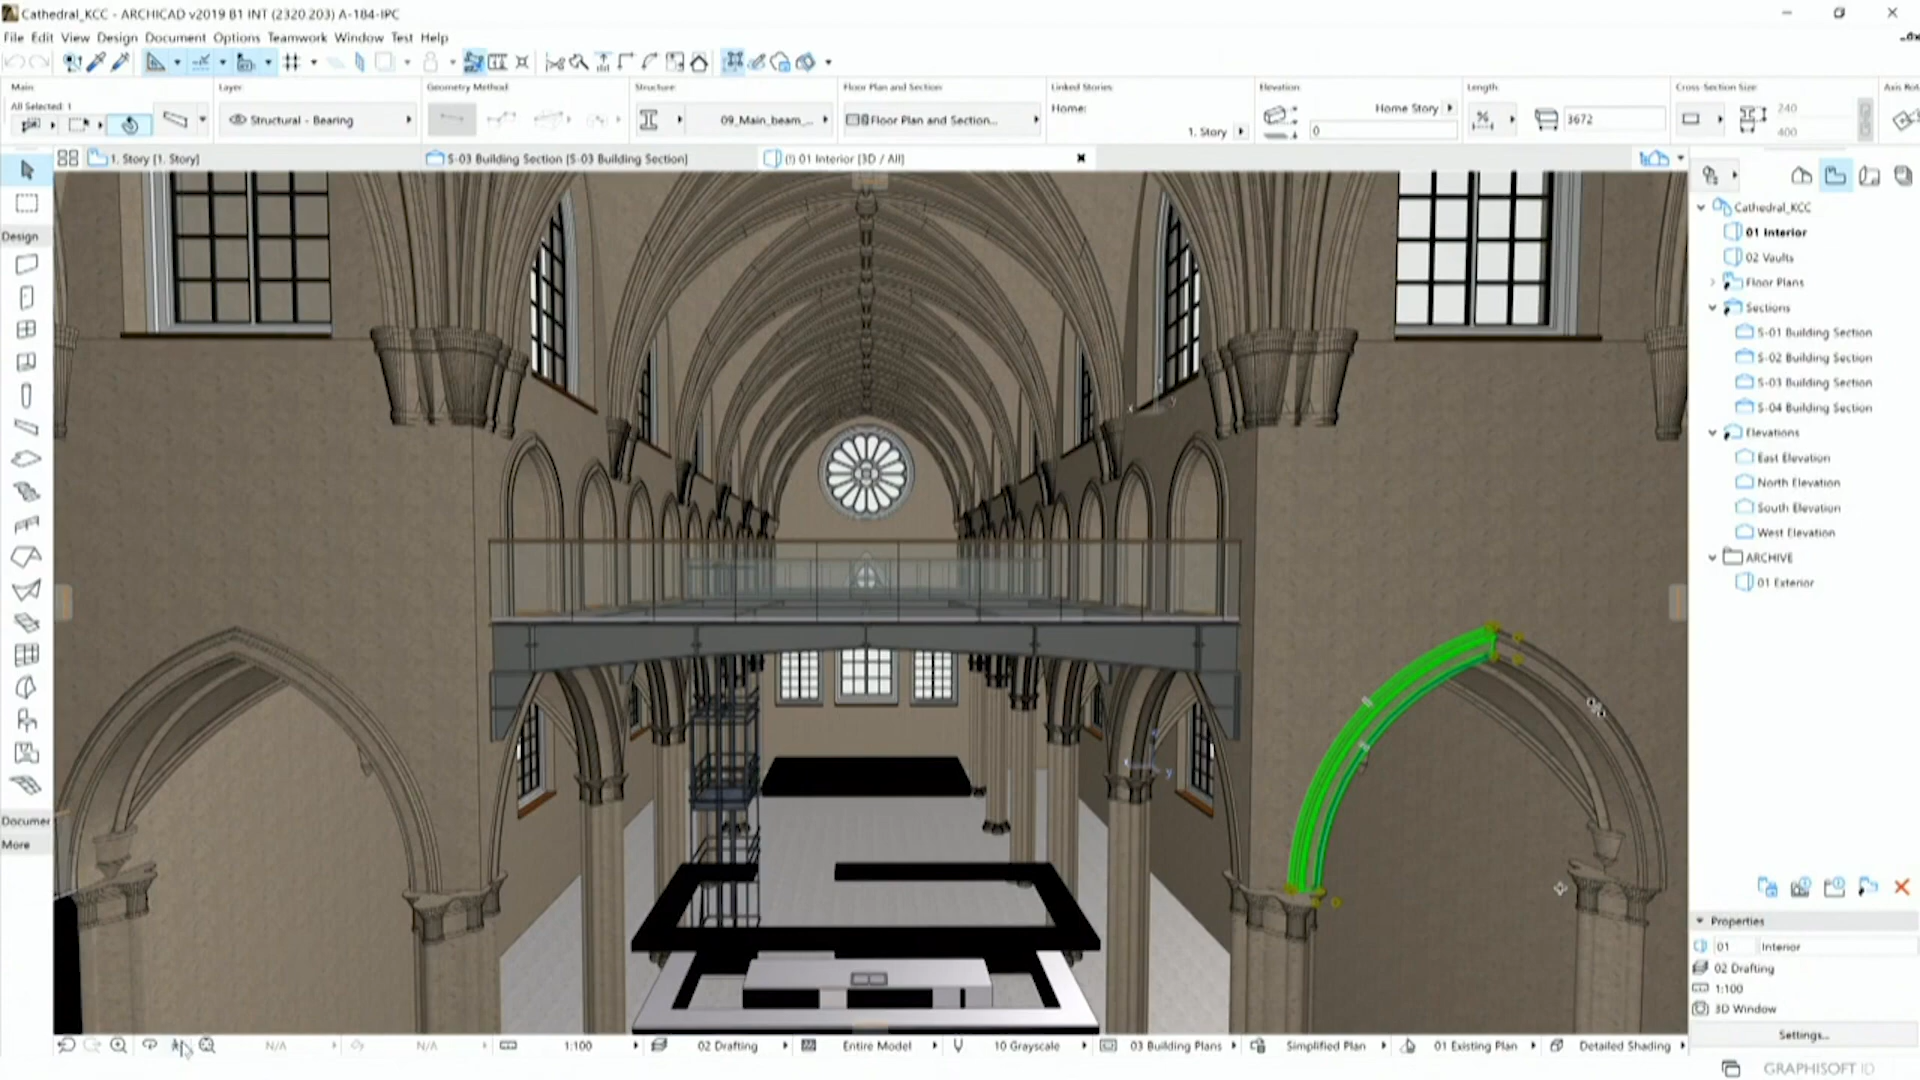 Cathedral_KCC - ARCHICAD v2019 B1 INT (2320 203) A-184-IPC
File Edit View Design Document Options Teamwork Window Test Help
Main: Layer: Geometry Method: Structure: Floor Plan and Section: Linked Stories: Elevation: Length: Cross Section Size: Axis Rot
All Selected: 1
Structural - Bearing
09_Main_beam_...
Floor Plan and Section...
Home:
1. Story
Home Story
0
3672
240
400
1. Story [1. Story]
S-03 Building Section [S-03 Building Section]
(!) 01 Interior [3D / All]
Design
Documen
More
Cathedral_KCC
01 Interior
02 Vaults
Floor Plans
Sections
S-01 Building Section
S-02 Building Section
S-03 Building Section
S-04 Building Section
Elevations
East Elevation
North Elevation
South Elevation
West Elevation
ARCHIVE
01 Exterior
Properties
01 Interior
02 Drafting
1:100
3D Window
Settings...
N/A N/A 1:100 02 Drafting Entire Model 10 Grayscale 03 Building Plans Simplified Plan 01 Existing Plan Detailed Shading
GRAPHISOFT ID